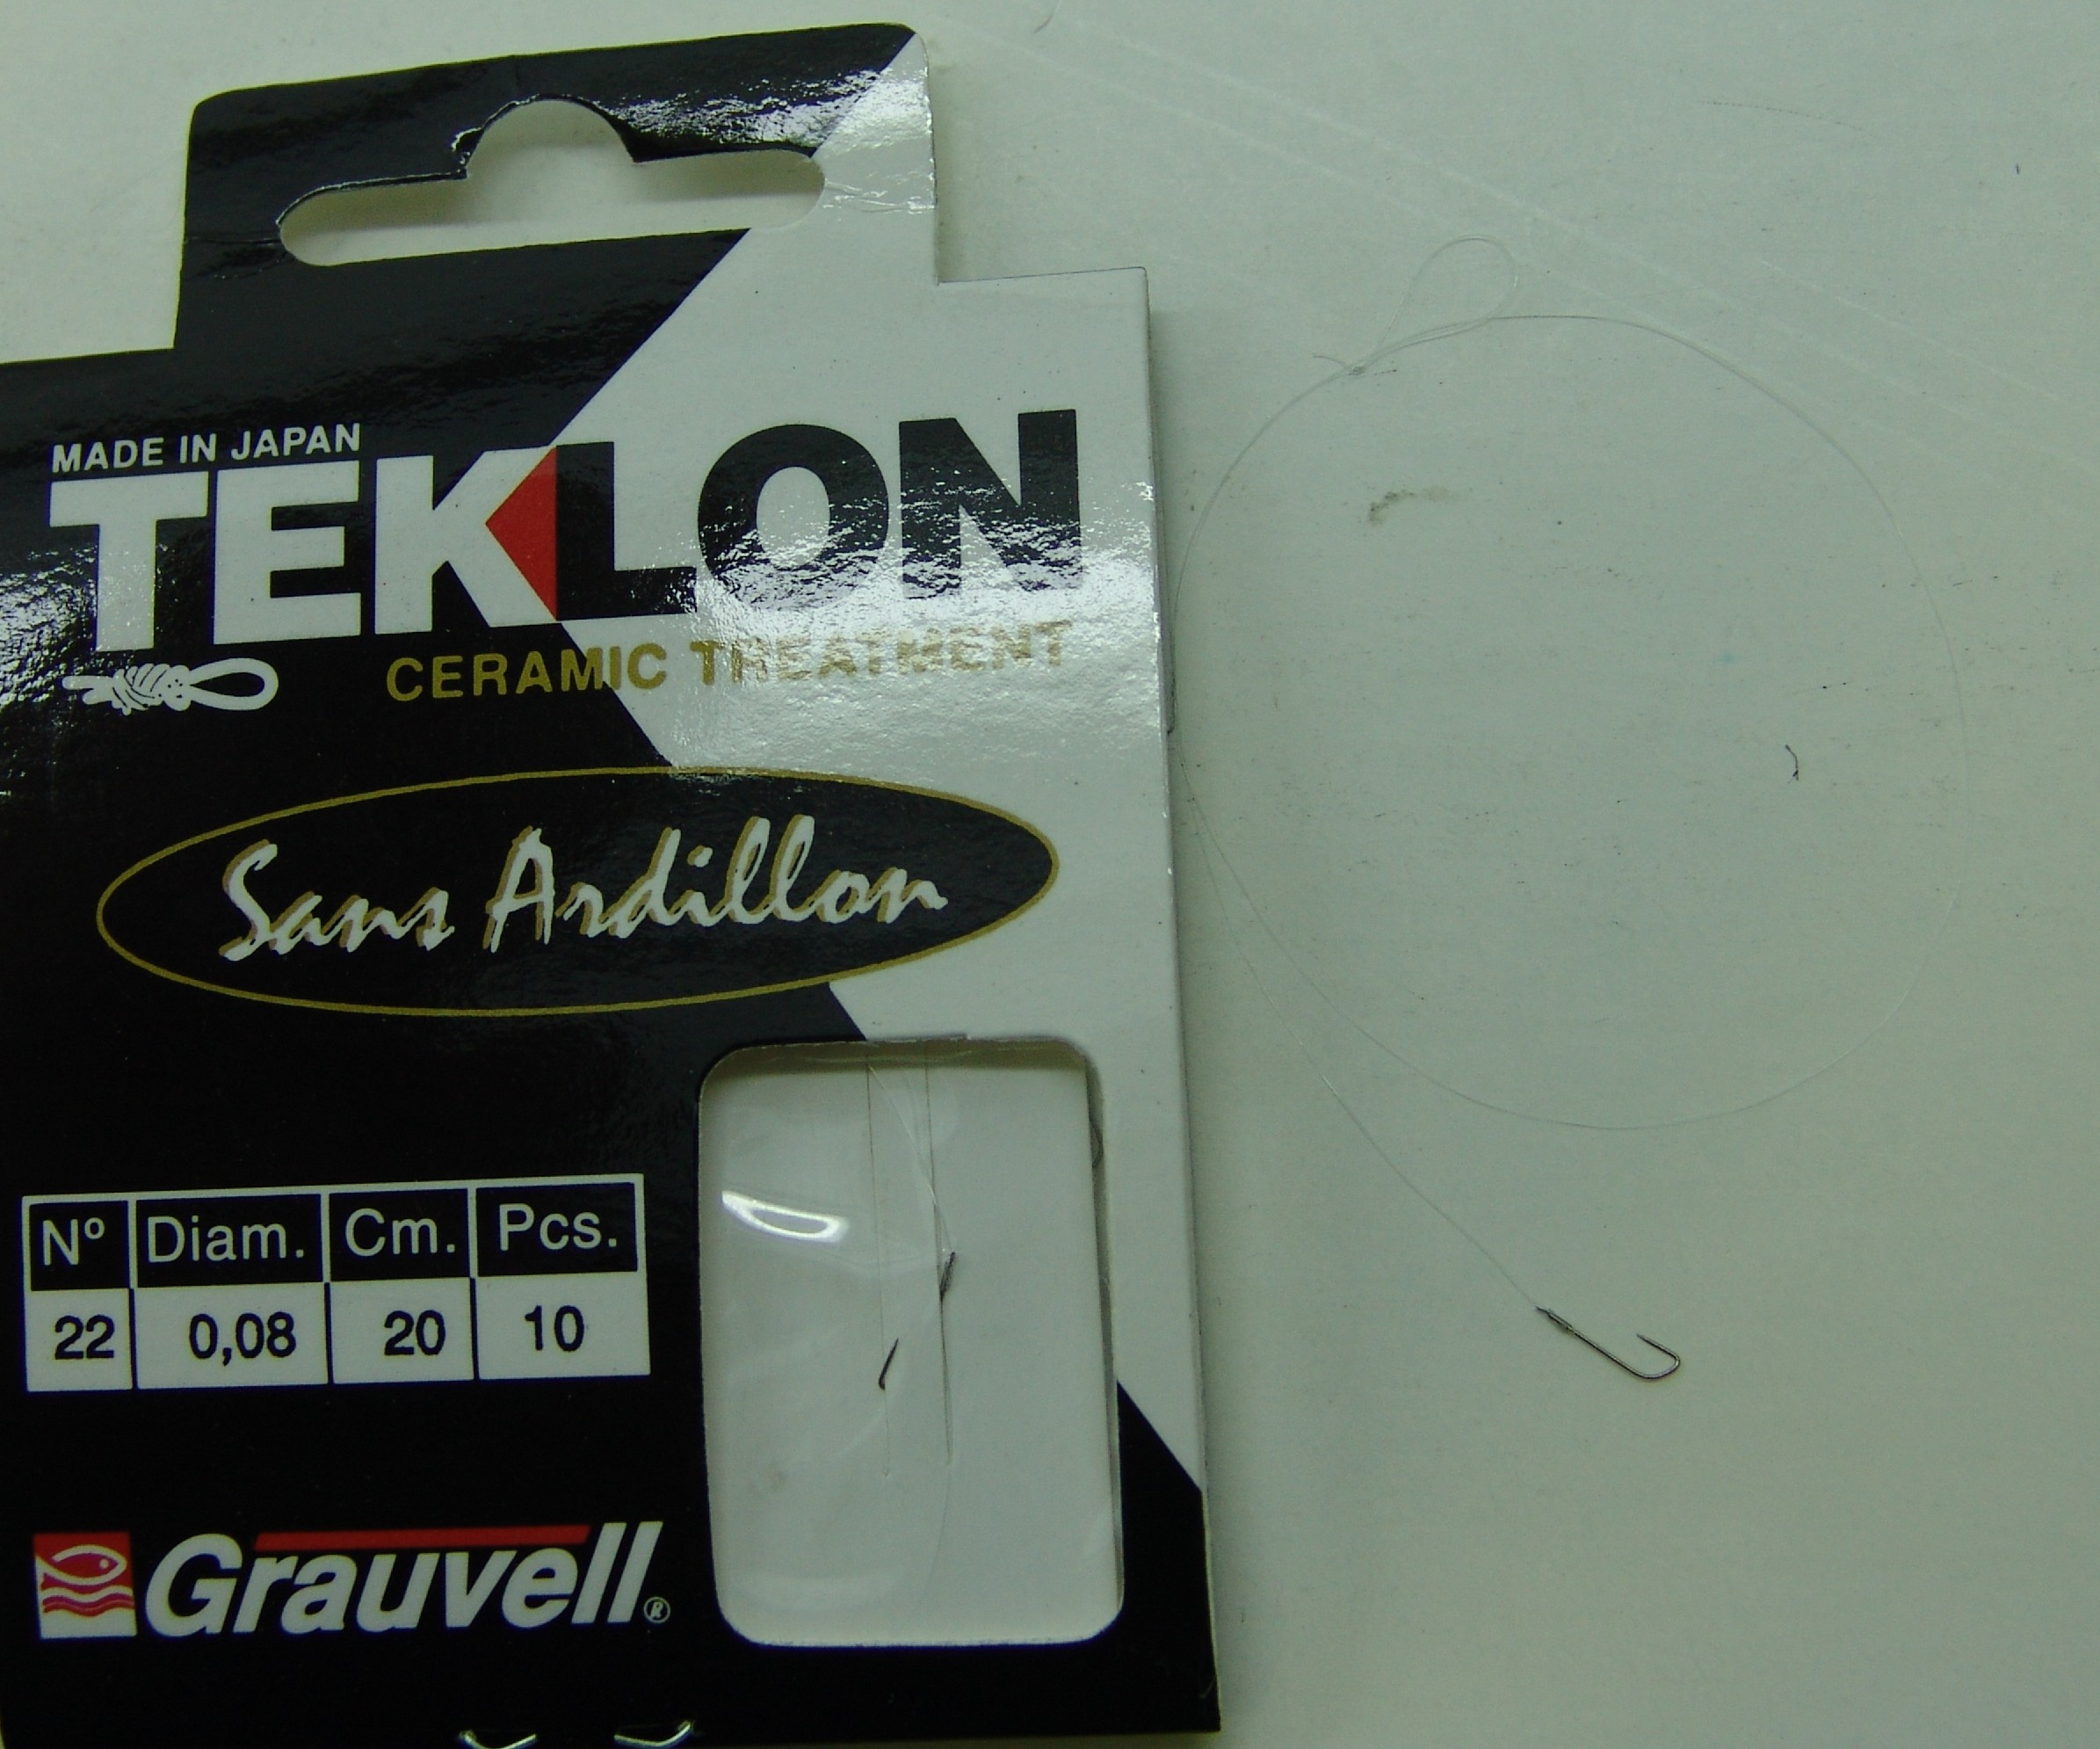 MADE IN JAPAN
TEKLON
CERAMIC TREATMENT
Sans Ardillon
Nº Diam. Cm. Pcs.
22 0,08 20 10
Grauvell®